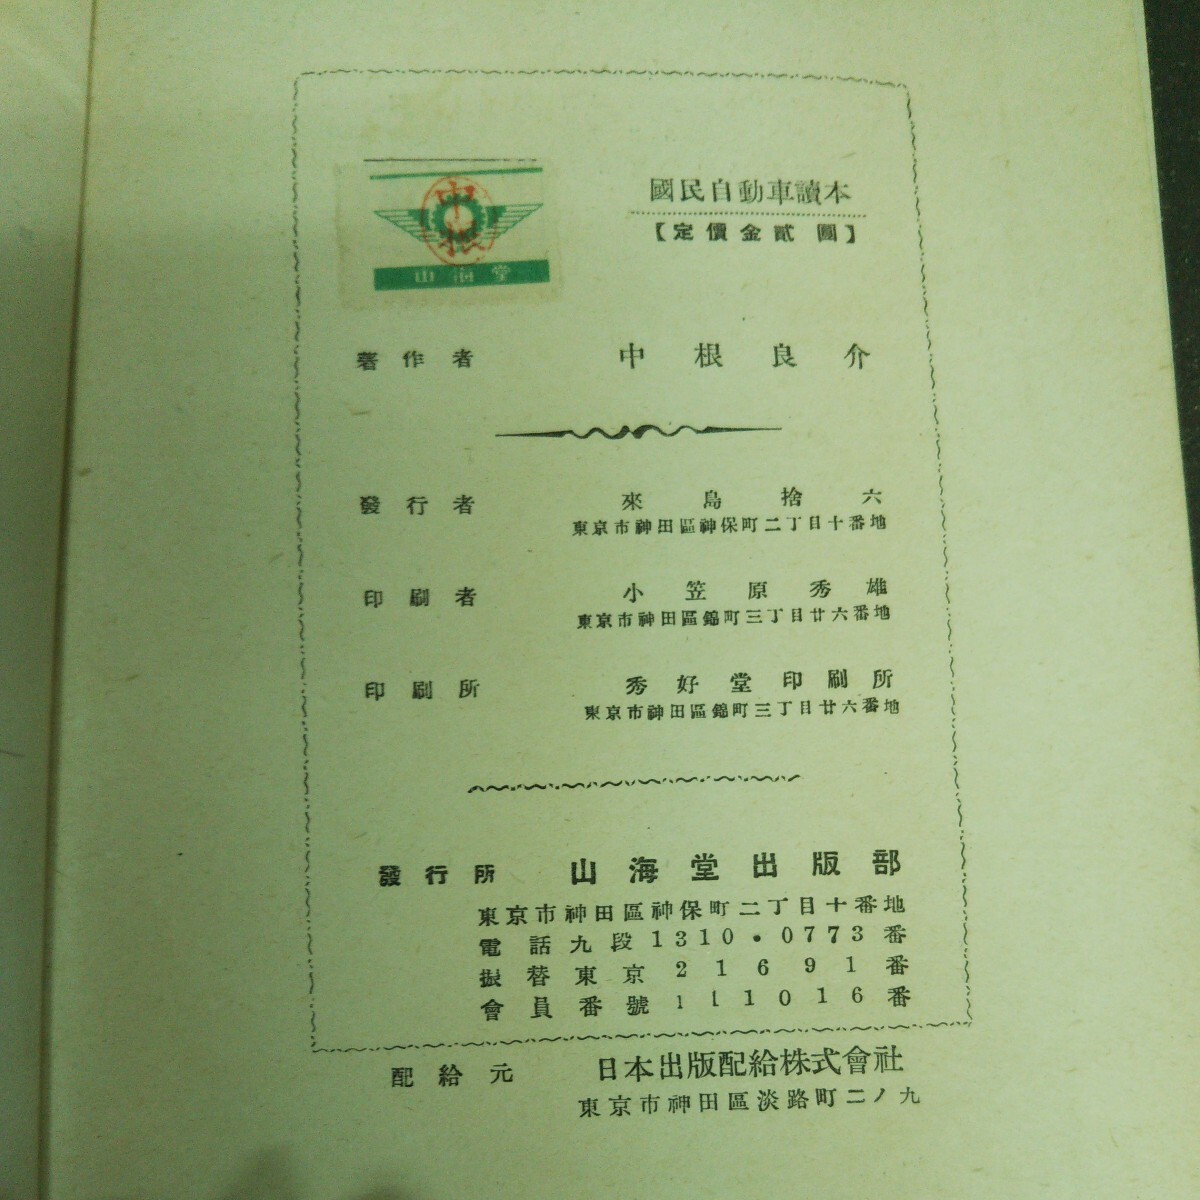 國民自動車讀本
【定價金貳圓】
中根
山海堂
著作者 中根良介
發行者 來島捨六
東京市神田區神保町二丁目十番地
印刷者 小笠原秀雄
東京市神田區錦町三丁目廿六番地
印刷所 秀好堂印刷所
東京市神田區錦町三丁目廿六番地
發行所 山海堂出版部
東京市神田區神保町二丁目十番地
電話九段1310・0773番
振替東京21691番
會員番號111016番
配給元 日本出版配給株式會社
東京市神田區淡路町二ノ九